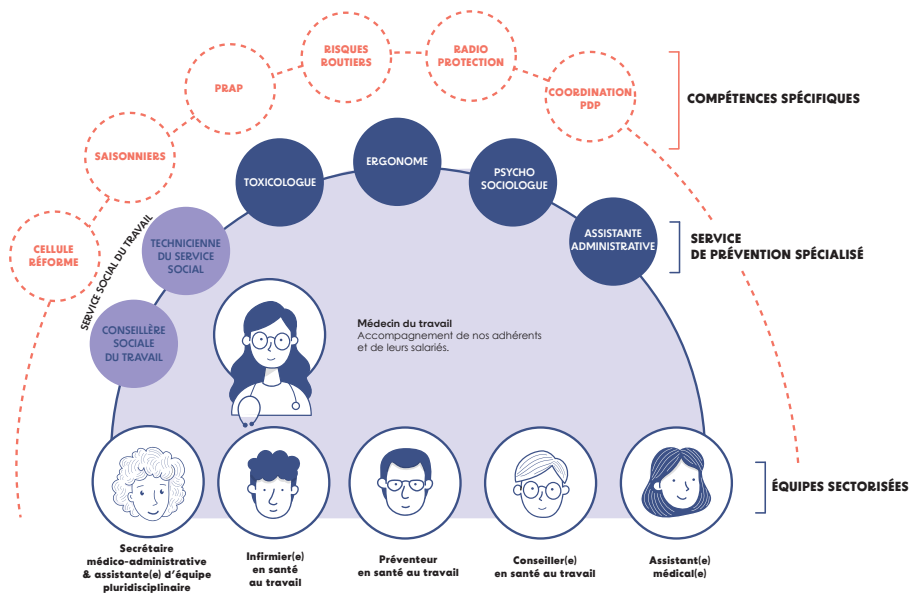 RISQUES
ROUTIERS
RADIO
PROTECTION
PRAP
COORDINATION
PDP
COMPÉTENCES SPÉCIFIQUES
SAISONNIERS
CELLULE
RÉFORME
TOXICOLOGUE
ERGONOME
PSYCHO
SOCIOLOGUE
ASSISTANTE
ADMINISTRATIVE
SERVICE
DE PRÉVENTION SPÉCIALISÉ
SERVICE SOCIAL DU TRAVAIL
TECHNICIENNE
DU SERVICE
SOCIAL
CONSEILLÈRE
SOCIALE
DU TRAVAIL
Médecin du travail
Accompagnement de nos adhérents
et de leurs salariés.
ÉQUIPES SECTORISÉES
Secrétaire
médico-administrative
& assistante(e) d'équipe
pluridisciplinaire
Infirmier(e)
en santé
au travail
Préventeur
en santé au travail
Conseiller(e)
en santé au travail
Assistant(e)
médical(e)